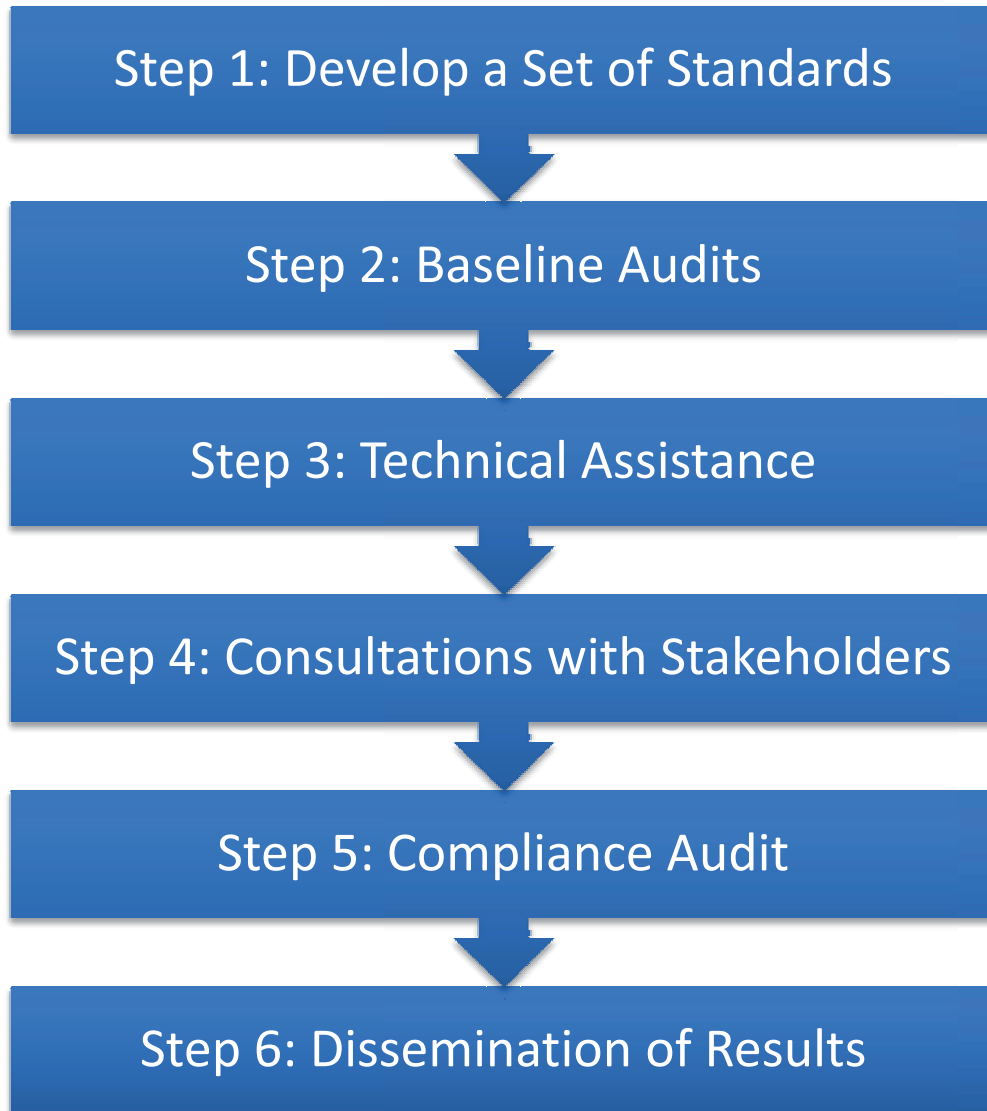 Step 1: Develop a Set of Standards
Step 2: Baseline Audits
Step 3: Technical Assistance
Step 4: Consultations with Stakeholders
Step 5: Compliance Audit
Step 6: Dissemination of Results